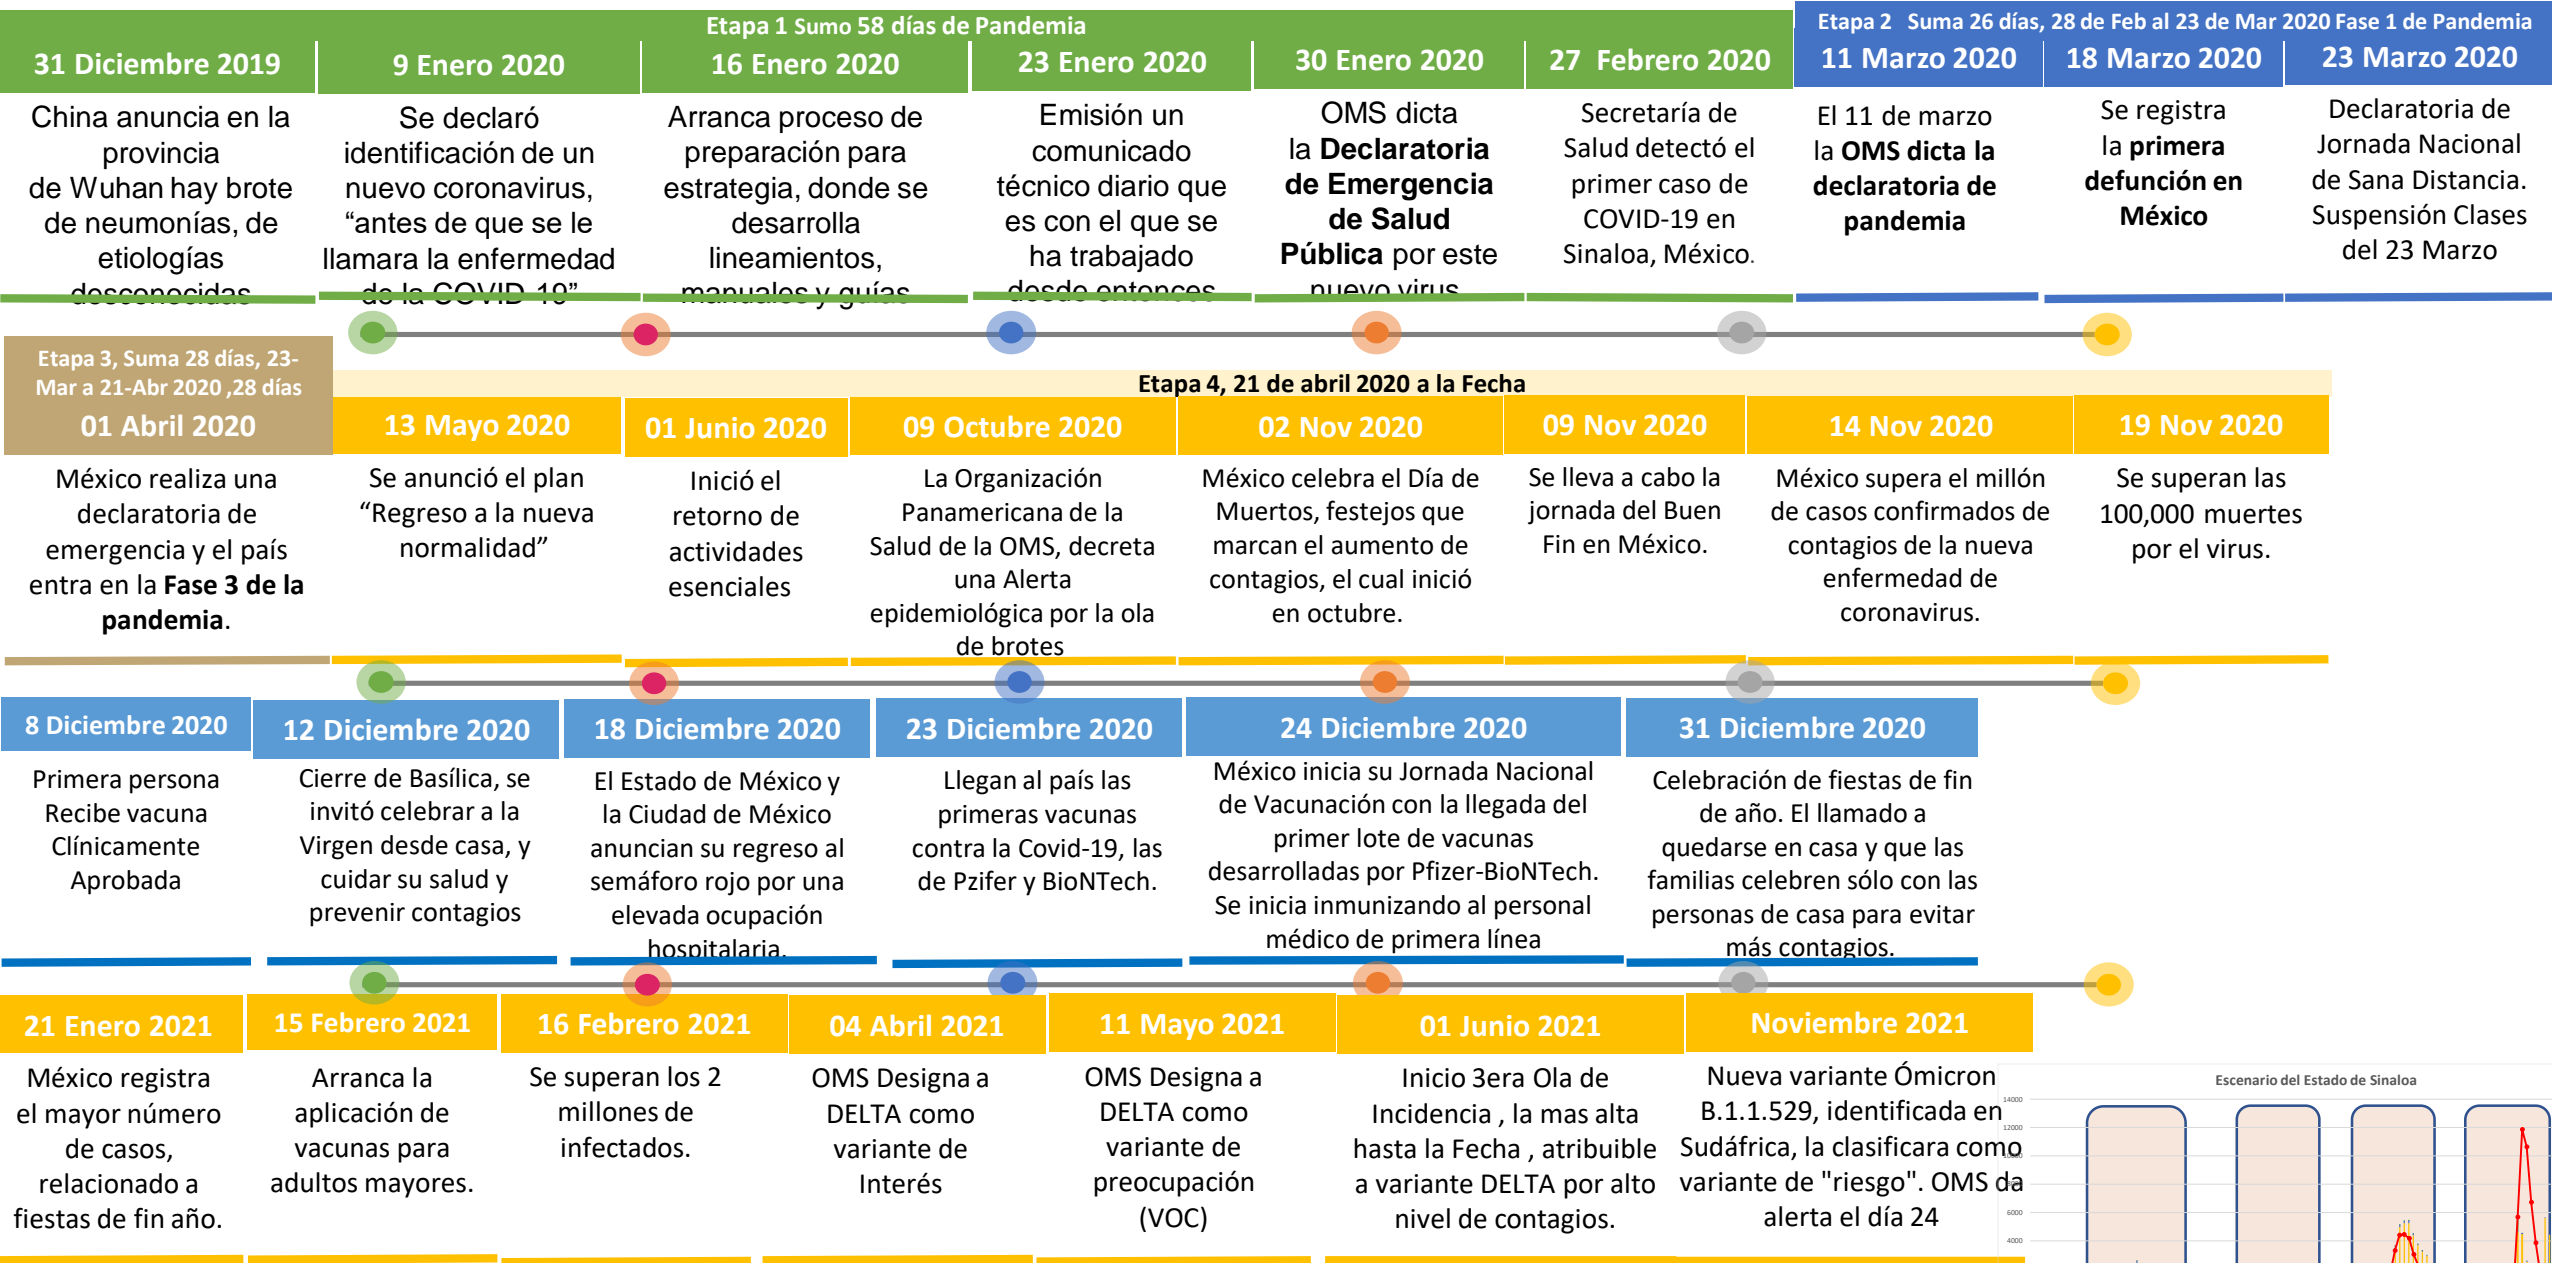 Etapa 1 Sumo 58 días de Pandemia
Etapa 2 Suma 26 días, 28 de Feb al 23 de Mar 2020 Fase 1 de Pandemia
31 Diciembre 2019
China anuncia en la
provincia
de Wuhan hay brote
de neumonías, de
etiologías
desconocidas
9 Enero 2020
Se declaró
identificación de un
nuevo coronavirus,
“antes de que se le
llamara la enfermedad
de la COVID-19”
16 Enero 2020
Arranca proceso de
preparación para
estrategia, donde se
desarrolla
lineamientos,
manuales y guías
23 Enero 2020
Emisión un
comunicado
técnico diario que
es con el que se
ha trabajado
desde entonces
30 Enero 2020
OMS dicta
la Declaratoria
de Emergencia
de Salud
Pública por este
nuevo virus
27 Febrero 2020
Secretaría de
Salud detectó el
primer caso de
COVID-19 en
Sinaloa, México.
11 Marzo 2020
El 11 de marzo
la OMS dicta la
declaratoria de
pandemia
18 Marzo 2020
Se registra
la primera
defunción en
México
23 Marzo 2020
Declaratoria de
Jornada Nacional
de Sana Distancia.
Suspensión Clases
del 23 Marzo
Etapa 3, Suma 28 días, 23-
Mar a 21-Abr 2020 ,28 días
01 Abril 2020
México realiza una
declaratoria de
emergencia y el país
entra en la Fase 3 de la
pandemia.
Etapa 4, 21 de abril 2020 a la Fecha
13 Mayo 2020
Se anunció el plan
“Regreso a la nueva
normalidad”
01 Junio 2020
Inició el
retorno de
actividades
esenciales
09 Octubre 2020
La Organización
Panamericana de la
Salud de la OMS, decreta
una Alerta
epidemiológica por la ola
de brotes
02 Nov 2020
México celebra el Día de
Muertos, festejos que
marcan el aumento de
contagios, el cual inició
en octubre.
09 Nov 2020
Se lleva a cabo la
jornada del Buen
Fin en México.
14 Nov 2020
México supera el millón
de casos confirmados de
contagios de la nueva
enfermedad de
coronavirus.
19 Nov 2020
Se superan las
100,000 muertes
por el virus.
8 Diciembre 2020
Primera persona
Recibe vacuna
Clínicamente
Aprobada
12 Diciembre 2020
Cierre de Basílica, se
invitó celebrar a la
Virgen desde casa, y
cuidar su salud y
prevenir contagios
18 Diciembre 2020
El Estado de México y
la Ciudad de México
anuncian su regreso al
semáforo rojo por una
elevada ocupación
hospitalaria.
23 Diciembre 2020
Llegan al país las
primeras vacunas
contra la Covid-19, las
de Pzifer y BioNTech.
24 Diciembre 2020
México inicia su Jornada Nacional
de Vacunación con la llegada del
primer lote de vacunas
desarrolladas por Pfizer-BioNTech.
Se inicia inmunizando al personal
médico de primera línea
31 Diciembre 2020
Celebración de fiestas de fin
de año. El llamado a
quedarse en casa y que las
familias celebren sólo con las
personas de casa para evitar
más contagios.
21 Enero 2021
México registra
el mayor número
de casos,
relacionado a
fiestas de fin año.
15 Febrero 2021
Arranca la
aplicación de
vacunas para
adultos mayores.
16 Febrero 2021
Se superan los 2
millones de
infectados.
04 Abril 2021
OMS Designa a
DELTA como
variante de
Interés
11 Mayo 2021
OMS Designa a
DELTA como
variante de
preocupación
(VOC)
01 Junio 2021
Inicio 3era Ola de
Incidencia , la mas alta
hasta la Fecha , atribuible
a variante DELTA por alto
nivel de contagios.
Noviembre 2021
Nueva variante Ómicron
B.1.1.529, identificada en
Sudáfrica, la clasificara como
variante de "riesgo". OMS da
alerta el día 24
Escenario del Estado de Sinaloa
14000
12000
10000
6000
4000